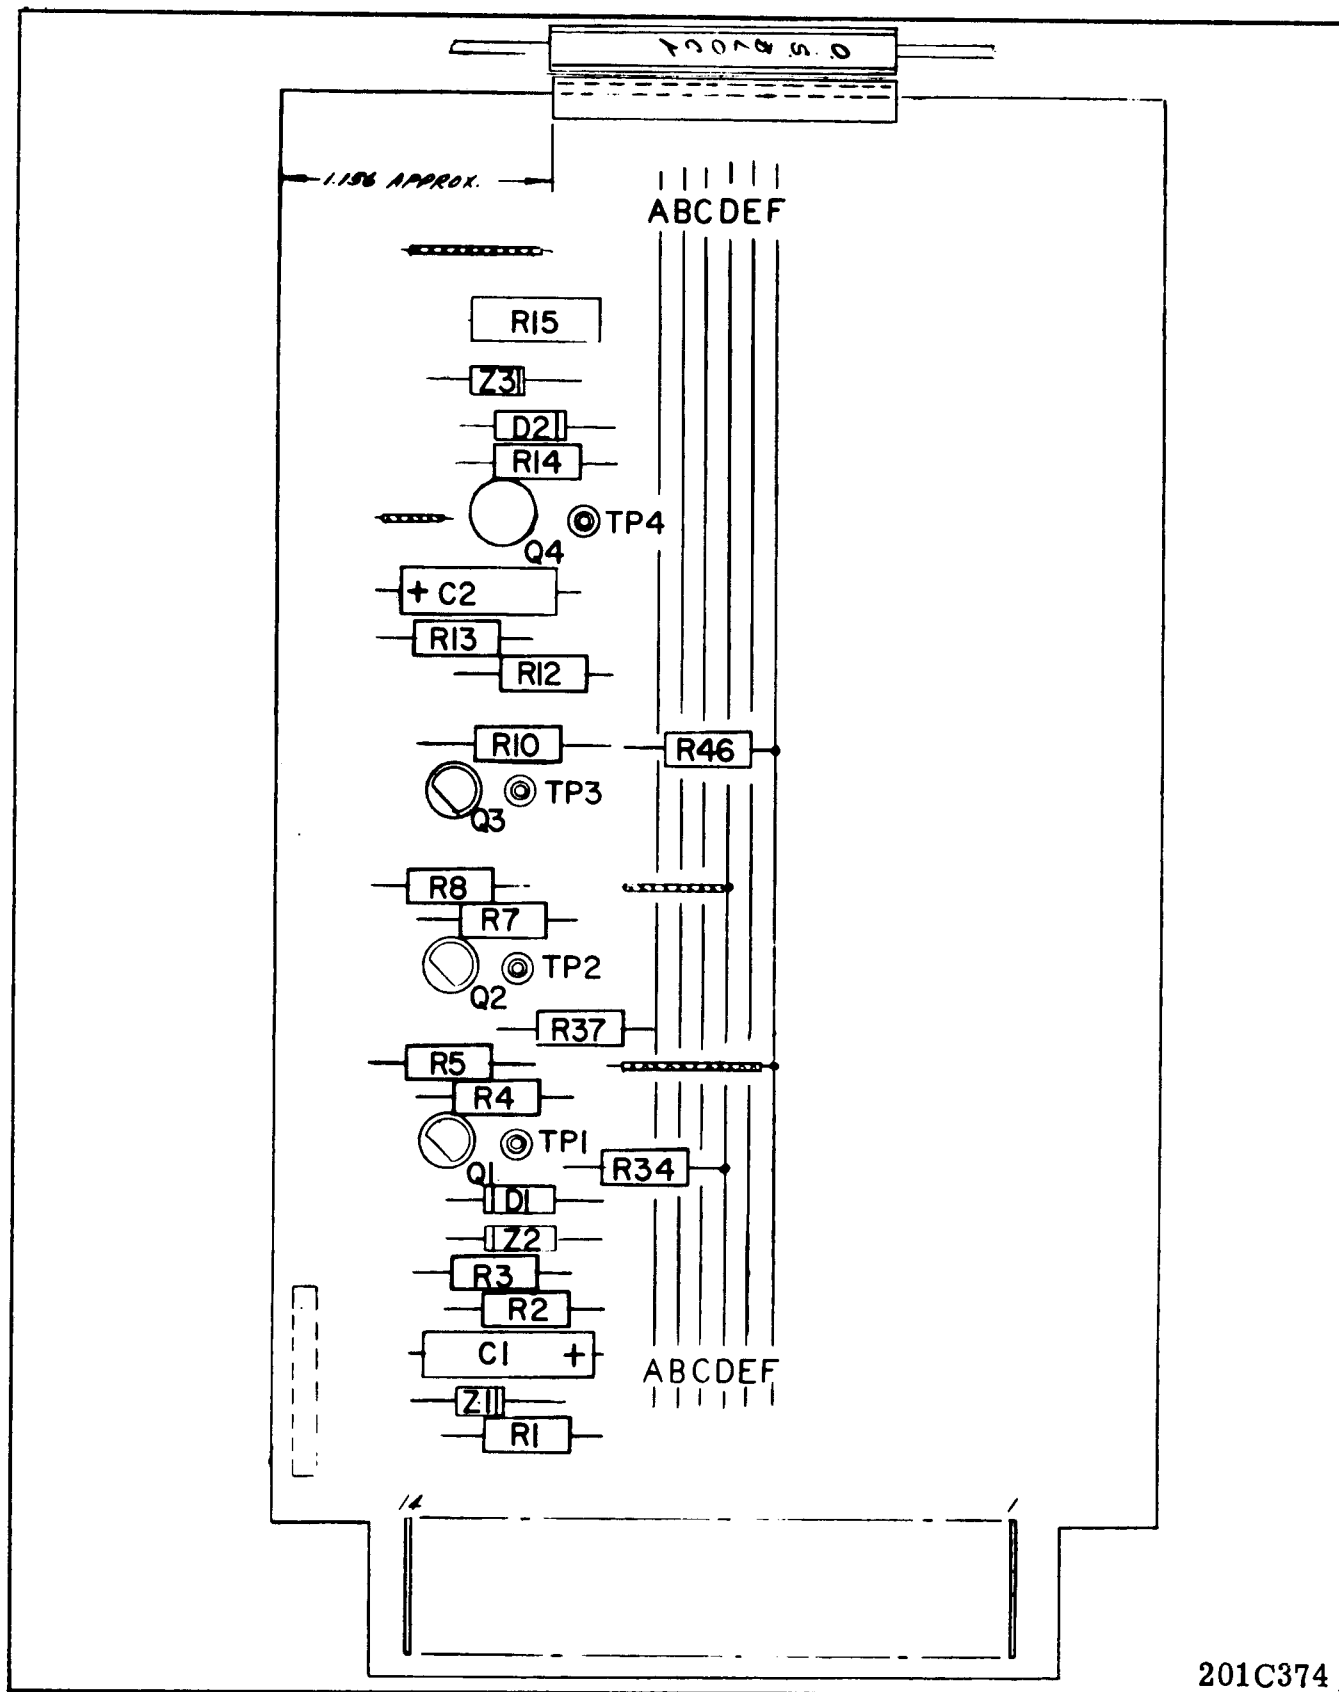 O. S. BLOCK
1.156 APPROX.
ABCDEF
R15
Z3
D2
R14
TP4
Q4
+ C2
R13
R12
R10
R46
TP3
Q3
R8
R7
TP2
Q2
R37
R5
R4
TP1
R34
Q1
D1
Z2
R3
R2
C1 +
ABCDEF
Z1
R1
14
1
201C374